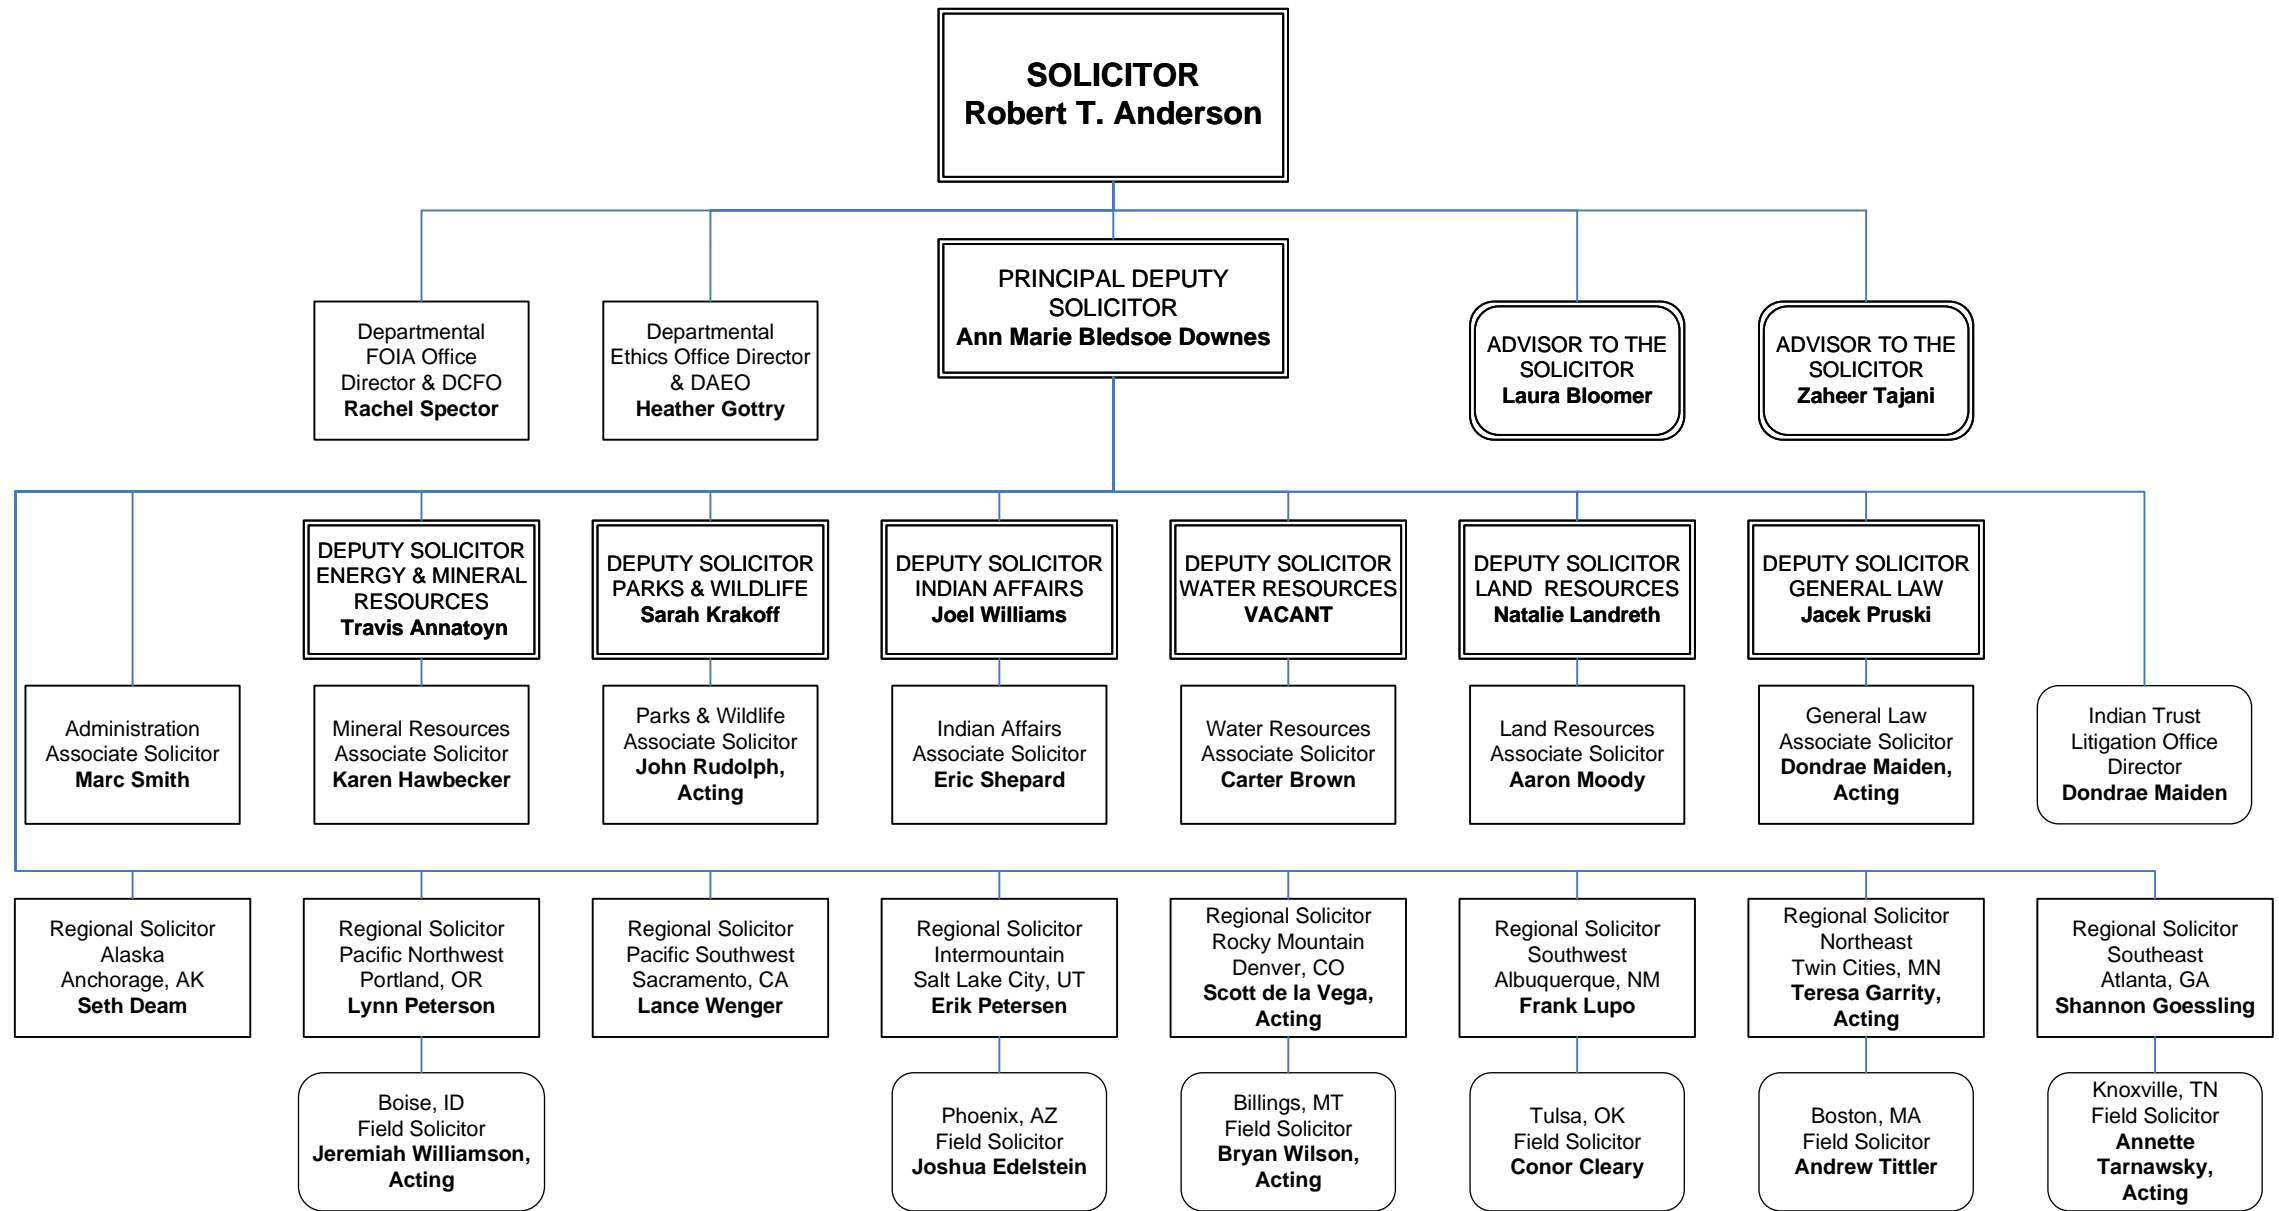 SOLICITOR
Robert T. Anderson
Departmental
FOIA Office
Director & DCFO
Rachel Spector
Departmental
Ethics Office Director
& DAEO
Heather Gottry
PRINCIPAL DEPUTY
SOLICITOR
Ann Marie Bledsoe Downes
ADVISOR TO THE
SOLICITOR
Laura Bloomer
ADVISOR TO THE
SOLICITOR
Zaheer Tajani
DEPUTY SOLICITOR
ENERGY & MINERAL
RESOURCES
Travis Annatoyn
DEPUTY SOLICITOR
PARKS & WILDLIFE
Sarah Krakoff
DEPUTY SOLICITOR
INDIAN AFFAIRS
Joel Williams
DEPUTY SOLICITOR
WATER RESOURCES
VACANT
DEPUTY SOLICITOR
LAND RESOURCES
Natalie Landreth
DEPUTY SOLICITOR
GENERAL LAW
Jacek Pruski
Administration
Associate Solicitor
Marc Smith
Mineral Resources
Associate Solicitor
Karen Hawbecker
Parks & Wildlife
Associate Solicitor
John Rudolph,
Acting
Indian Affairs
Associate Solicitor
Eric Shepard
Water Resources
Associate Solicitor
Carter Brown
Land Resources
Associate Solicitor
Aaron Moody
General Law
Associate Solicitor
Dondrae Maiden,
Acting
Indian Trust
Litigation Office
Director
Dondrae Maiden
Regional Solicitor
Alaska
Anchorage, AK
Seth Deam
Regional Solicitor
Pacific Northwest
Portland, OR
Lynn Peterson
Regional Solicitor
Pacific Southwest
Sacramento, CA
Lance Wenger
Regional Solicitor
Intermountain
Salt Lake City, UT
Erik Petersen
Regional Solicitor
Rocky Mountain
Denver, CO
Scott de la Vega,
Acting
Regional Solicitor
Southwest
Albuquerque, NM
Frank Lupo
Regional Solicitor
Northeast
Twin Cities, MN
Teresa Garrity,
Acting
Regional Solicitor
Southeast
Atlanta, GA
Shannon Goessling
Boise, ID
Field Solicitor
Jeremiah Williamson,
Acting
Phoenix, AZ
Field Solicitor
Joshua Edelstein
Billings, MT
Field Solicitor
Bryan Wilson,
Acting
Tulsa, OK
Field Solicitor
Conor Cleary
Boston, MA
Field Solicitor
Andrew Tittler
Knoxville, TN
Field Solicitor
Annette
Tarnawsky,
Acting